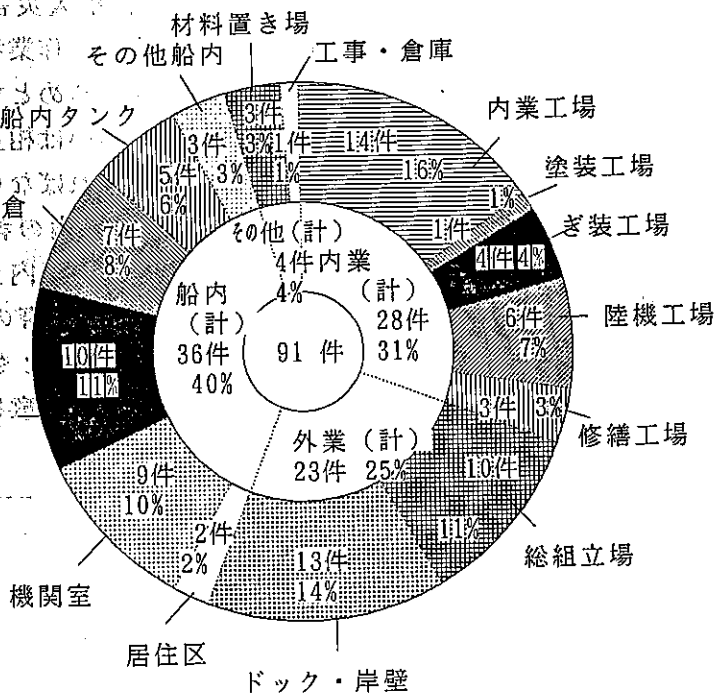 材料置き場
工事・倉庫
その他船内
内業工場
船内タンク
塗装工場
倉
ぎ装工場
陸機工場
修繕工場
総組立場
ドック・岸壁
居住区
機関室
3件
3%
1件
1%
14件
16%
1件
1%
4件 4%
6件
7%
3件 3%
10件
11%
13件
14%
2件
2%
9件
10%
10件
11%
7件
8%
5件
6%
3件
3%
その他(計)
4件
4%
内業
(計)
28件
31%
船内
(計)
36件
40%
91 件
外業 (計)
23件 25%